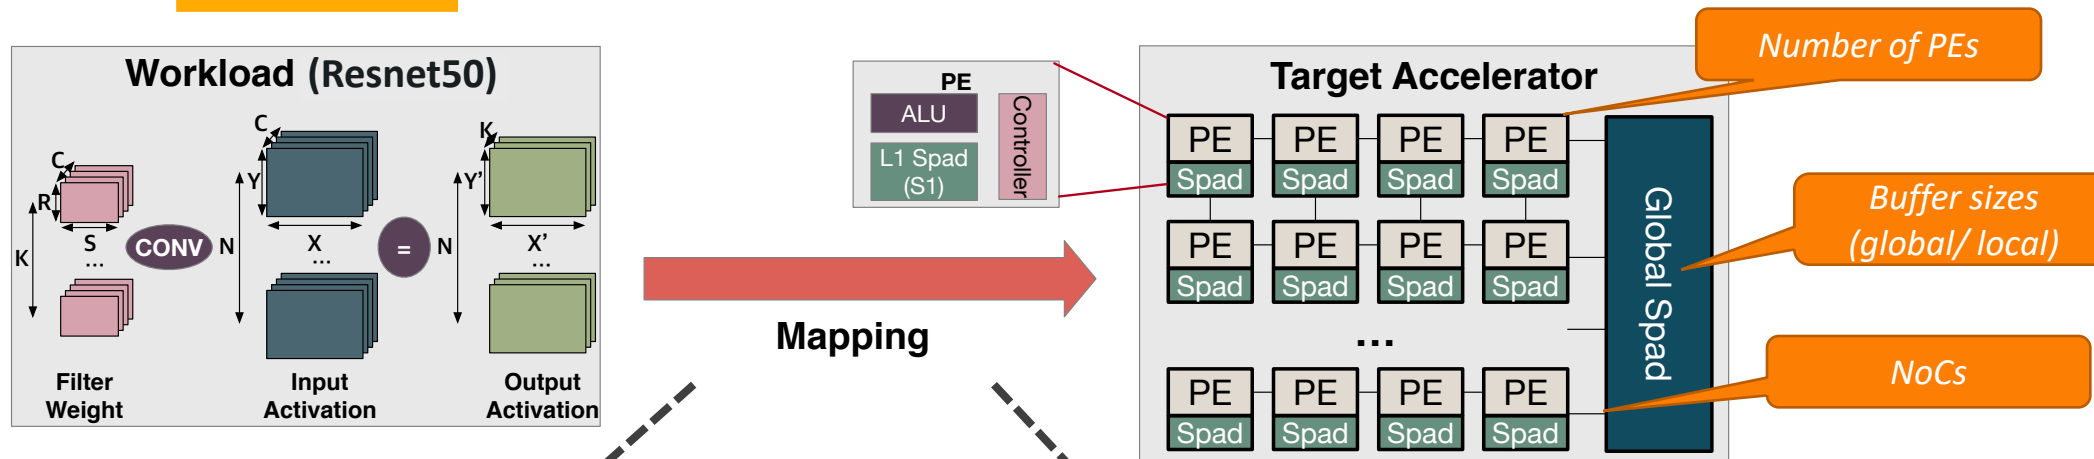 Workload (Resnet50)
C
R
S
K
...
CONV
C
Y
X
N
...
=
K
Y'
X'
N
...
Filter
Weight
Input
Activation
Output
Activation
Mapping
PE
ALU
L1 Spad
(S1)
Controller
Target Accelerator
PE PE PE PE
Spad Spad Spad Spad
PE PE PE PE
Spad Spad Spad Spad
...
PE PE PE PE
Spad Spad Spad Spad
Global Spad
Number of PEs
Buffer sizes
(global/ local)
NoCs